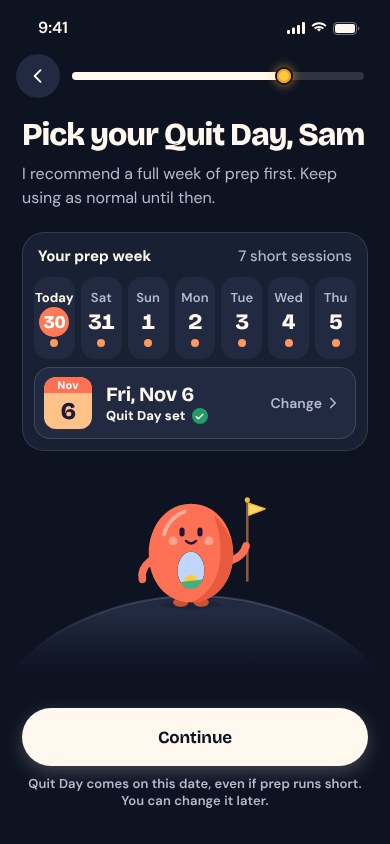 9:41
Pick your Quit Day, Sam
I recommend a full week of prep first. Keep
using as normal until then.
Your prep week 7 short sessions
Today Sat Sun Mon Tue Wed Thu
30 31 1 2 3 4 5
Nov
6
Fri, Nov 6
Quit Day set
Change
Continue
Quit Day comes on this date, even if prep runs short.
You can change it later.